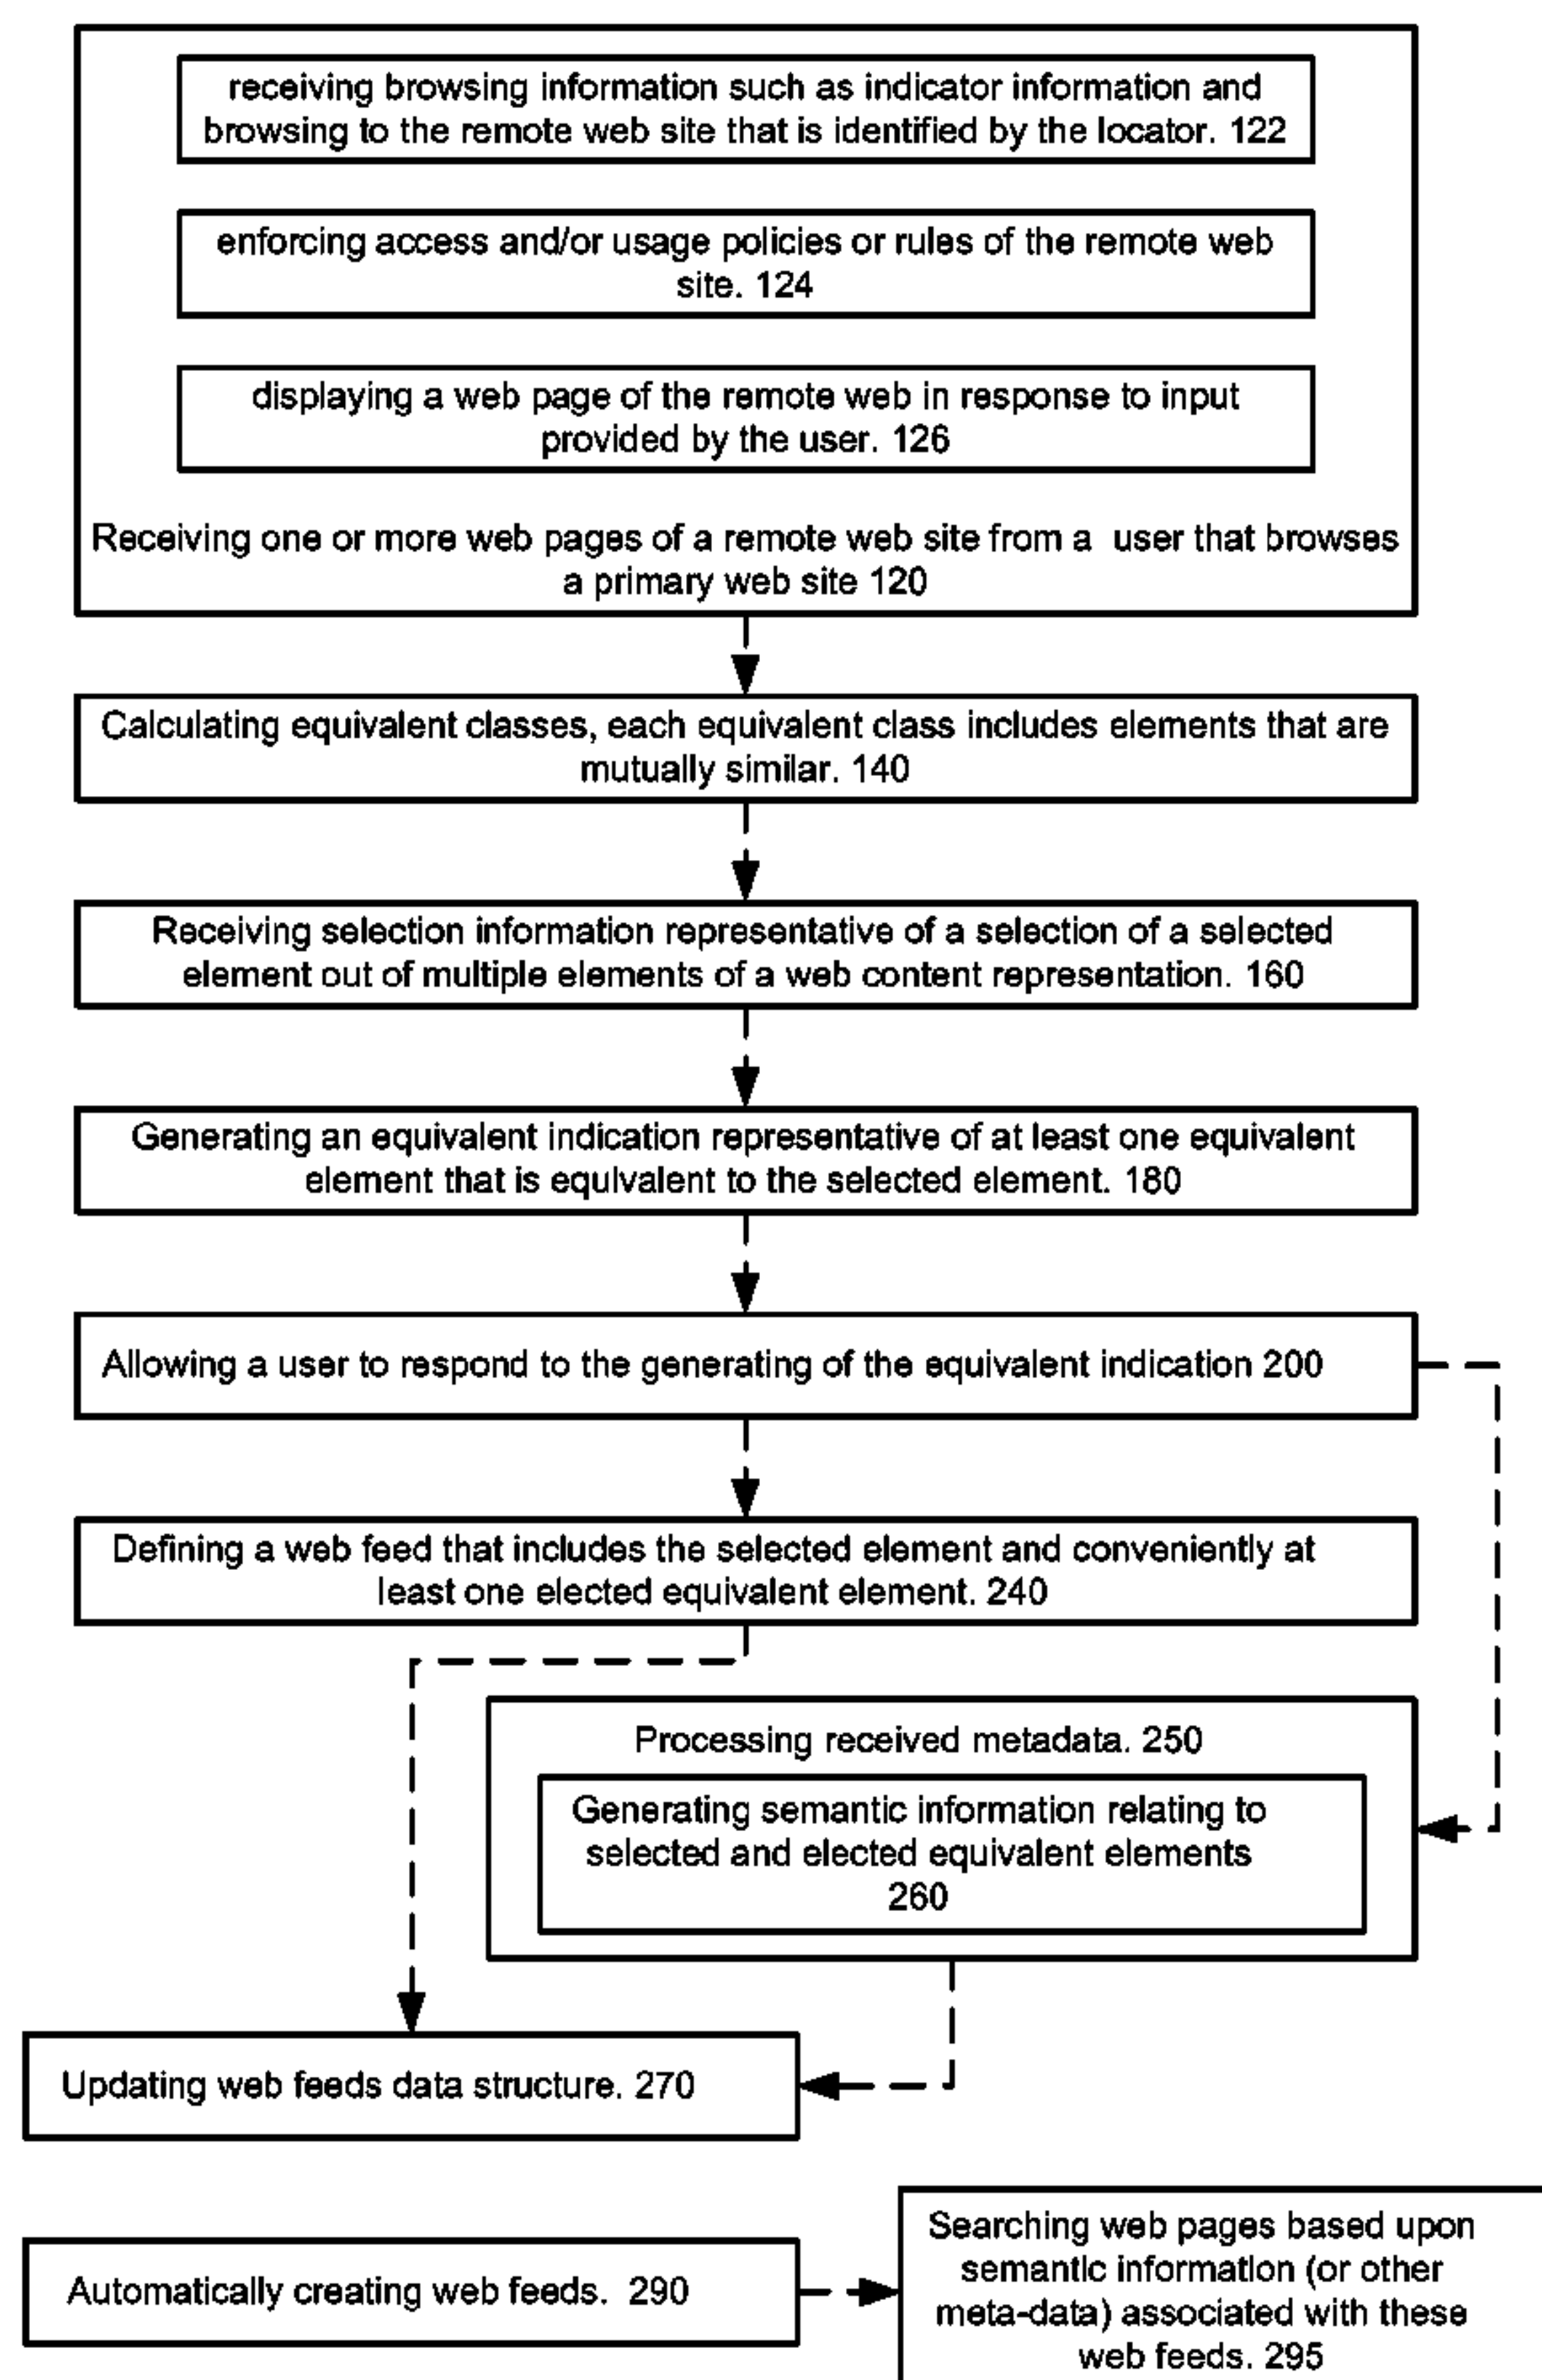 receiving browsing information such as indicator information and
browsing to the remote web site that is identified by the locator. 122
enforcing access and/or usage policies or rules of the remote web
site. 124
displaying a web page of the remote web in response to input
provided by the user. 126
Receiving one or more web pages of a remote web site from a user that browses
a primary web site 120
Calculating equivalent classes, each equivalent class includes elements that are
mutually similar. 140
Receiving selection information representative of a selection of a selected
element out of multiple elements of a web content representation. 160
Generating an equivalent indication representative of at least one equivalent
element that is equivalent to the selected element. 180
Allowing a user to respond to the generating of the equivalent indication 200
Defining a web feed that includes the selected element and conveniently at
least one elected equivalent element. 240
Processing received metadata. 250
Generating semantic information relating to
selected and elected equivalent elements
260
Updating web feeds data structure. 270
Automatically creating web feeds. 290
Searching web pages based upon
semantic information (or other
meta-data) associated with these
web feeds. 295